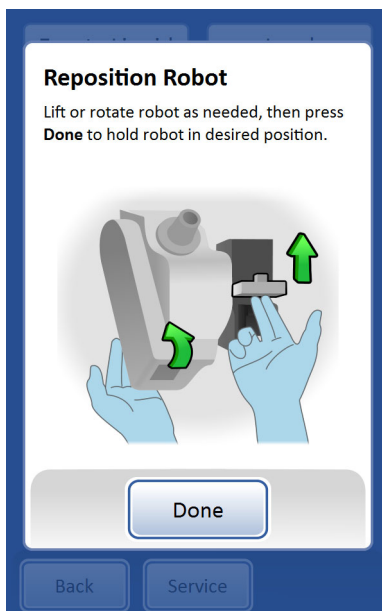 Reposition Robot
Lift or rotate robot as needed, then press
Done to hold robot in desired position.
Done
Back
Service